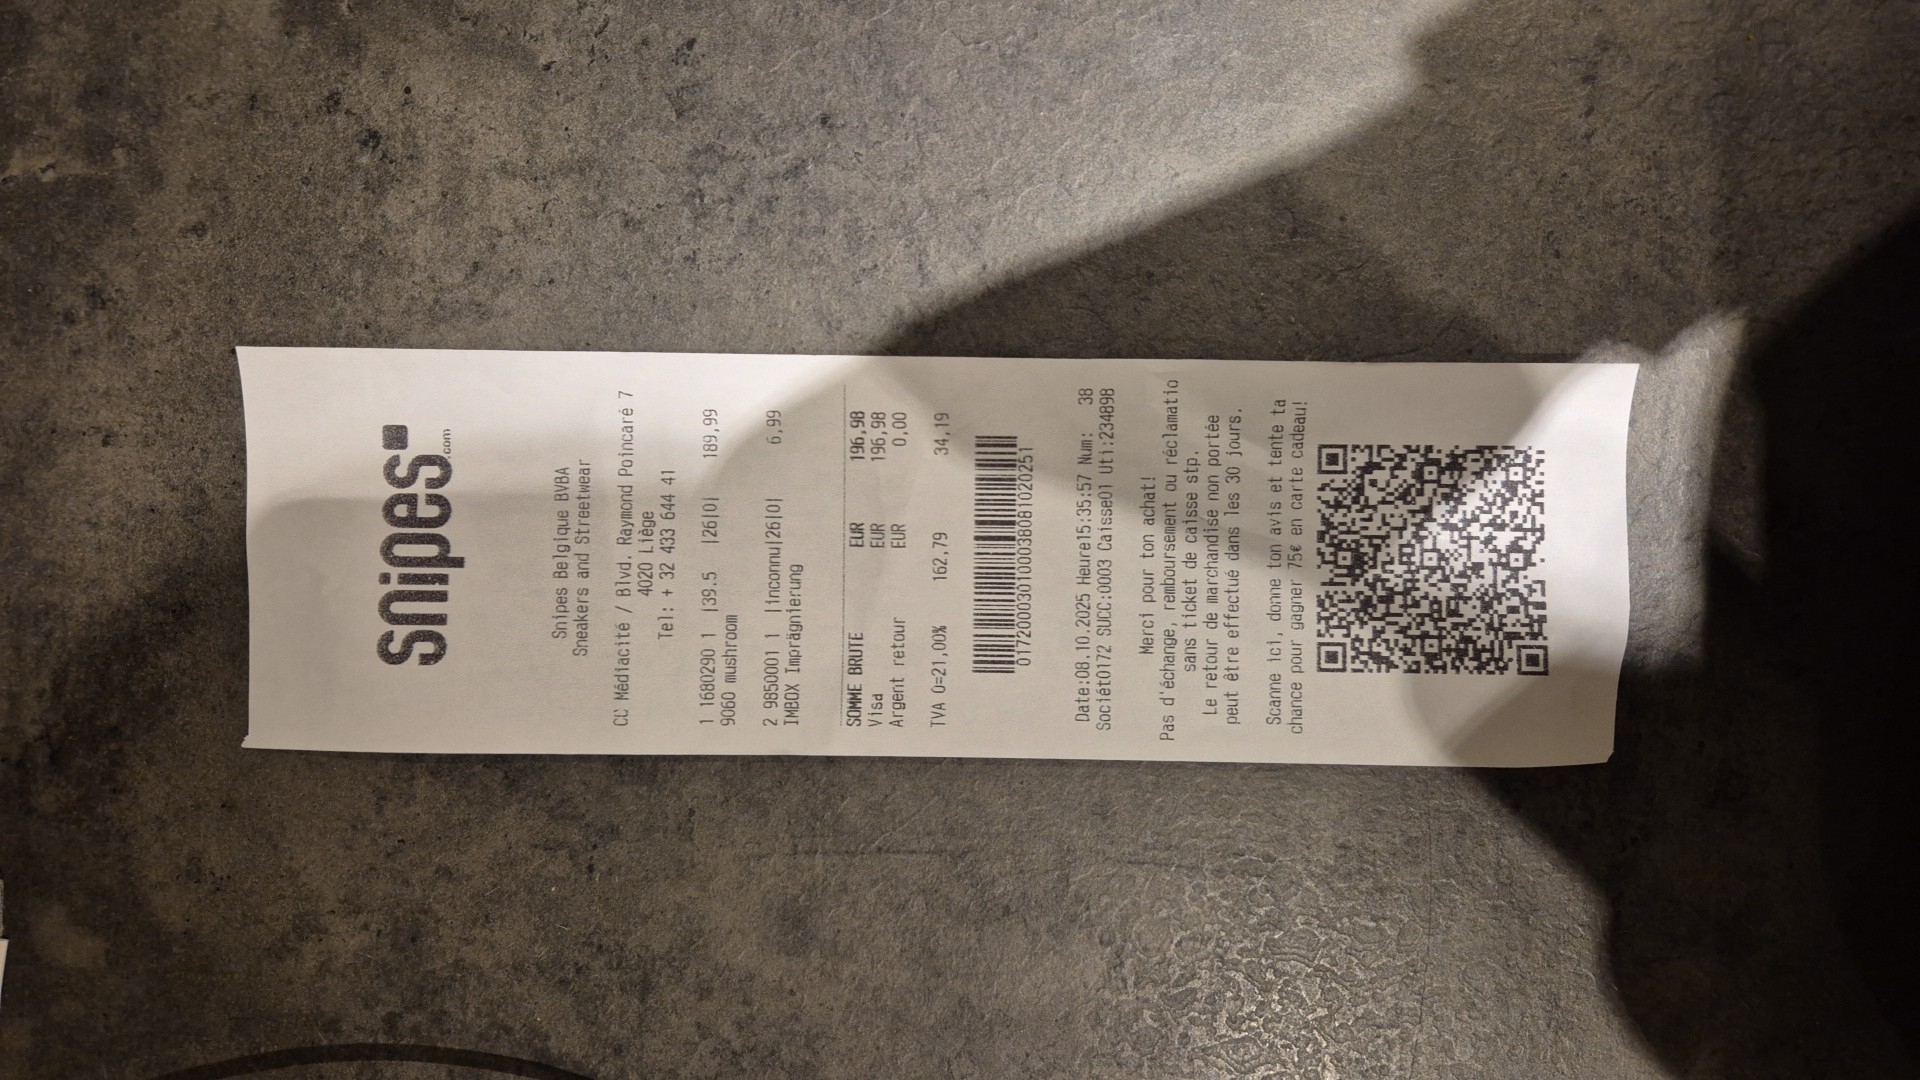 snipes
.com
Snipes Belgique BVBA
Sneakers and Streetwear
CC Médiacité / Blvd. Raymond Poincaré 7
4020 Liège
Tel: + 32 433 644 41
1 1680290 1 |39.5 |26|0| 189,99
9060 mushroom
2 9850001 1 |inconnu|26|0| 6,99
IMBOX Imprägnierung
SOMME BRUTE EUR 196,98
Visa EUR 196,98
Argent retour EUR 0,00
TVA 0=21,00% 162,79 34,19
01720003010003808102025​1
Date:08.10.2025 Heure15:35:57 Num: 38
Sociét0172 SUCC:0003 Caisse01 Uti:234898
Merci pour ton achat!
Pas d'échange, remboursement ou réclamatio
sans ticket de caisse stp.
Le retour de marchandise non portée
peut être effectué dans les 30 jours.
Scanne ici, donne ton avis et tente ta
chance pour gagner 75€ en carte cadeau!